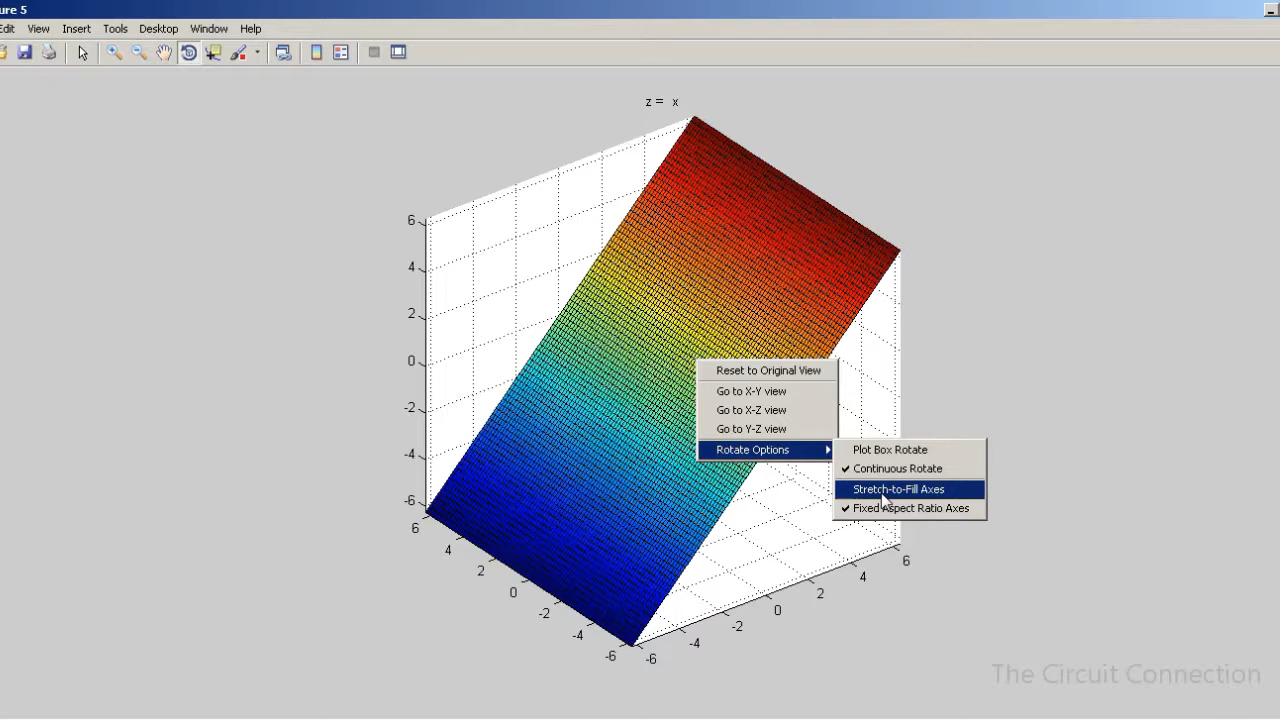 ure 5
Edit View Insert Tools Desktop Window Help
z = x
6
4
2
0
-2
-4
-6
6
4
2
0
-2
-4
-6
-6
-4
-2
0
2
4
6
Reset to Original View
Go to X-Y view
Go to X-Z view
Go to Y-Z view
Rotate Options
Plot Box Rotate
Continuous Rotate
Stretch-to-Fill Axes
Fixed Aspect Ratio Axes
The Circuit Connection